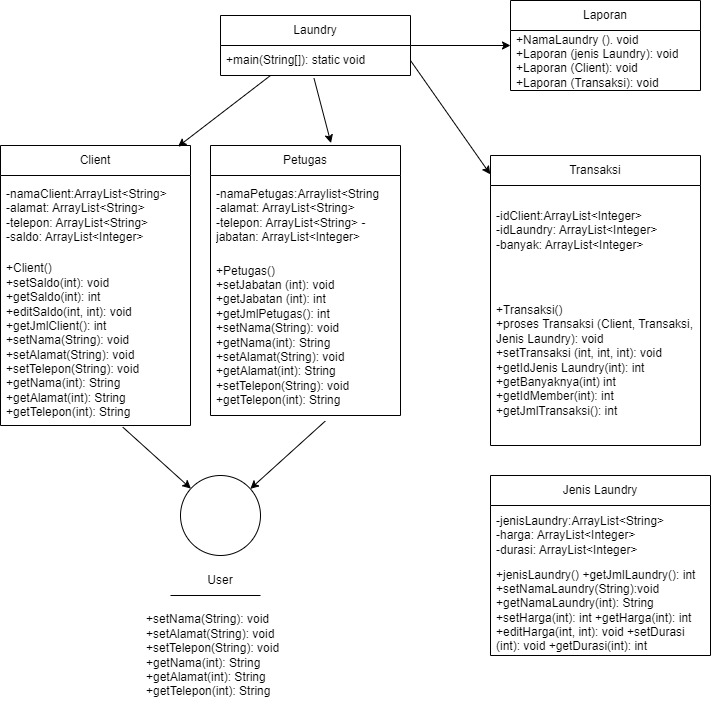 Laundry
+main(String[]): static void
Laporan
+NamaLaundry (). void
+Laporan (jenis Laundry): void
+Laporan (Client): void
+Laporan (Transaksi): void
Client
-namaClient:ArrayList<String>
-alamat: ArrayList<String>
-telepon: ArrayList<String>
-saldo: ArrayList<Integer>
+Client()
+setSaldo(int): void
+getSaldo(int): int
+editSaldo(int, int): void
+getJmlClient(): int
+setNama(String): void
+setAlamat(String): void
+setTelepon(String): void
+getNama(int): String
+getAlamat(int): String
+getTelepon(int): String
Petugas
-namaPetugas:Arraylist<String
-alamat: ArrayList<String>
-telepon: ArrayList<String> -
jabatan: ArrayList<Integer>
+Petugas()
+setJabatan (int): void
+getJabatan (int): int
+getJmlPetugas(): int
+setNama(String): void
+getNama(int): String
+setAlamat(String): void
+getAlamat(int): String
+setTelepon(String): void
+getTelepon(int): String
Transaksi
-idClient:ArrayList<Integer>
-idLaundry: ArrayList<Integer>
-banyak: ArrayList<Integer>
+Transaksi()
+proses Transaksi (Client, Transaksi,
Jenis Laundry): void
+setTransaksi (int, int, int): void
+getIdJenis Laundry(int): int
+getBanyaknya(int) int
+getIdMember(int): int
+getJmlTransaksi(): int
Jenis Laundry
-jenisLaundry:ArrayList<String>
-harga: ArrayList<Integer>
-durasi: ArrayList<Integer>
+jenisLaundry() +getJmlLaundry(): int
+setNamaLaundry(String):void
+getNamaLaundry(int): String
+setHarga(int): int +getHarga(int): int
+editHarga(int, int): void +setDurasi
(int): void +getDurasi(int): int
User
+setNama(String): void
+setAlamat(String): void
+setTelepon(String): void
+getNama(int): String
+getAlamat(int): String
+getTelepon(int): String